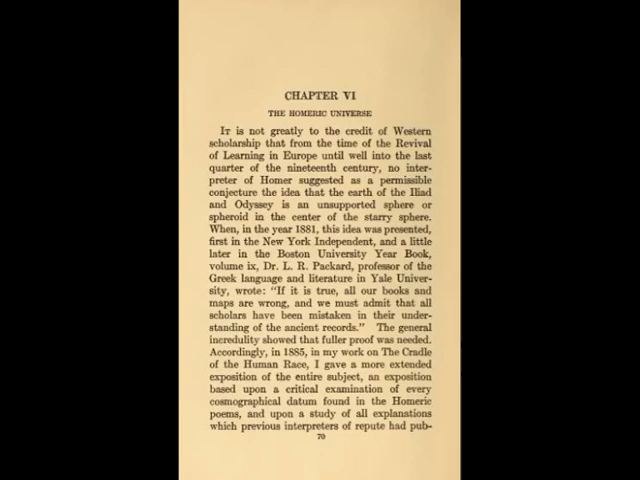 CHAPTER VI
THE HOMERIC UNIVERSE
IT is not greatly to the credit of Western
scholarship that from the time of the Revival
of Learning in Europe until well into the last
quarter of the nineteenth century, no inter-
preter of Homer suggested as a permissible
conjecture the idea that the earth of the Iliad
and Odyssey is an unsupported sphere or
spheroid in the center of the starry sphere.
When, in the year 1881, this idea was presented,
first in the New York Independent, and a little
later in the Boston University Year Book,
volume ix, Dr. L. R. Packard, professor of the
Greek language and literature in Yale Univer-
sity, wrote: "If it is true, all our books and
maps are wrong, and we must admit that all
scholars have been mistaken in their under-
standing of the ancient records." The general
incredulity showed that fuller proof was needed.
Accordingly, in 1885, in my work on The Cradle
of the Human Race, I gave a more extended
exposition of the entire subject, an exposition
based upon a critical examination of every
cosmographical datum found in the Homeric
poems, and upon a study of all explanations
which previous interpreters of repute had pub-
70